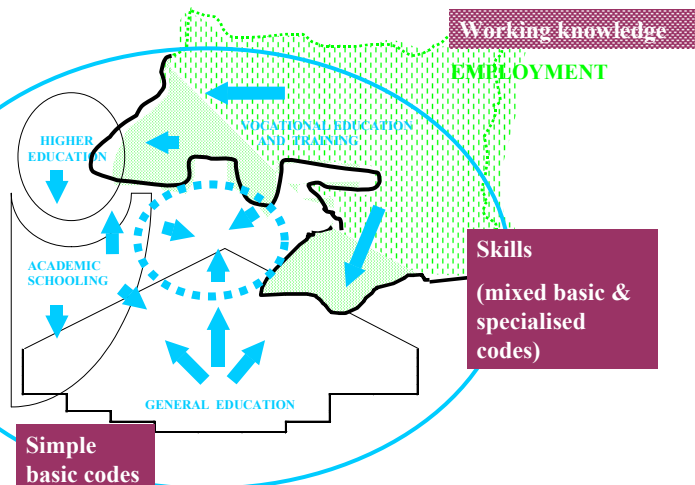 Working knowledge
EMPLOYMENT
VOCATIONAL EDUCATION
AND TRAINING
HIGHER
EDUCATION
Skills
(mixed basic &
specialised
codes)
ACADEMIC
SCHOOLING
GENERAL EDUCATION
Simple
basic codes